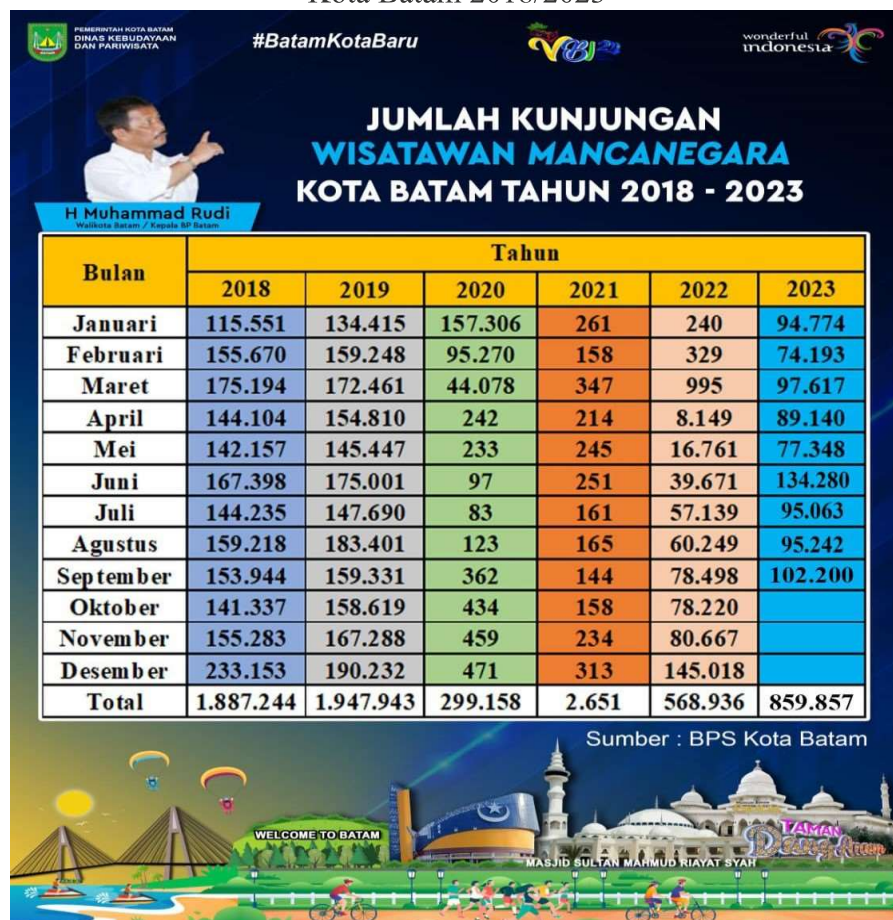 Kota Batam 2018/2023
PEMERINTAH KOTA BATAM
DINAS KEBUDAYAAN
DAN PARIWISATA
#BatamKotaBaru
VBJ 23
wonderful
indonesia
JUMLAH KUNJUNGAN
WISATAWAN MANCANEGARA
KOTA BATAM TAHUN 2018 - 2023
H Muhammad Rudi
Walikota Batam / Kepala BP Batam
Bulan Tahun
2018 2019 2020 2021 2022 2023
Januari 115.551 134.415 157.306 261 240 94.774
Februari 155.670 159.248 95.270 158 329 74.193
Maret 175.194 172.461 44.078 347 995 97.617
April 144.104 154.810 242 214 8.149 89.140
Mei 142.157 145.447 233 245 16.761 77.348
Juni 167.398 175.001 97 251 39.671 134.280
Juli 144.235 147.690 83 161 57.139 95.063
Agustus 159.218 183.401 123 165 60.249 95.242
September 153.944 159.331 362 144 78.498 102.200
Oktober 141.337 158.619 434 158 78.220
November 155.283 167.288 459 234 80.667
Desember 233.153 190.232 471 313 145.018
Total 1.887.244 1.947.943 299.158 2.651 568.936 859.857
Sumber : BPS Kota Batam
WELCOME TO BATAM
MASJID SULTAN MAHMUD RIAYAT SYAH
TAMAN